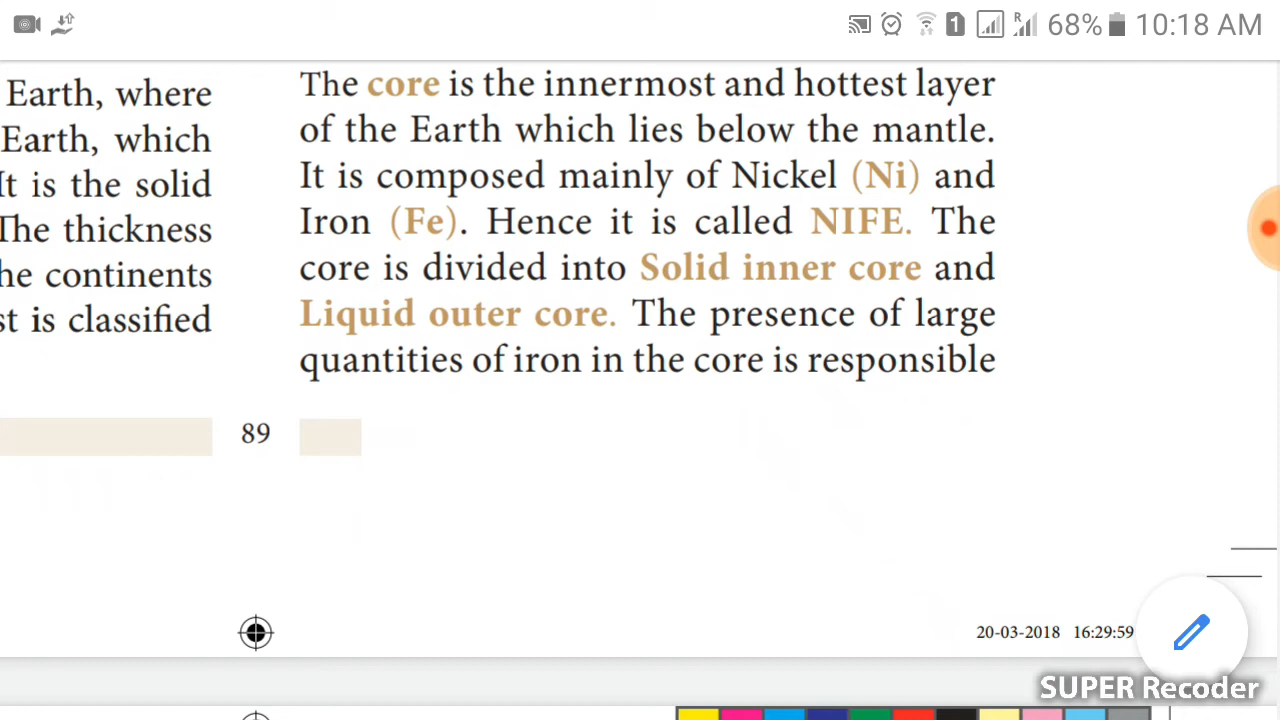 68% 1 R 10:18 AM
Earth, where
Earth, which
It is the solid
The thickness
he continents
st is classified
The core is the innermost and hottest layer
of the Earth which lies below the mantle.
It is composed mainly of Nickel (Ni) and
Iron (Fe). Hence it is called NIFE. The
core is divided into Solid inner core and
Liquid outer core. The presence of large
quantities of iron in the core is responsible
89
20-03-2018 16:29:59
SUPER Recoder